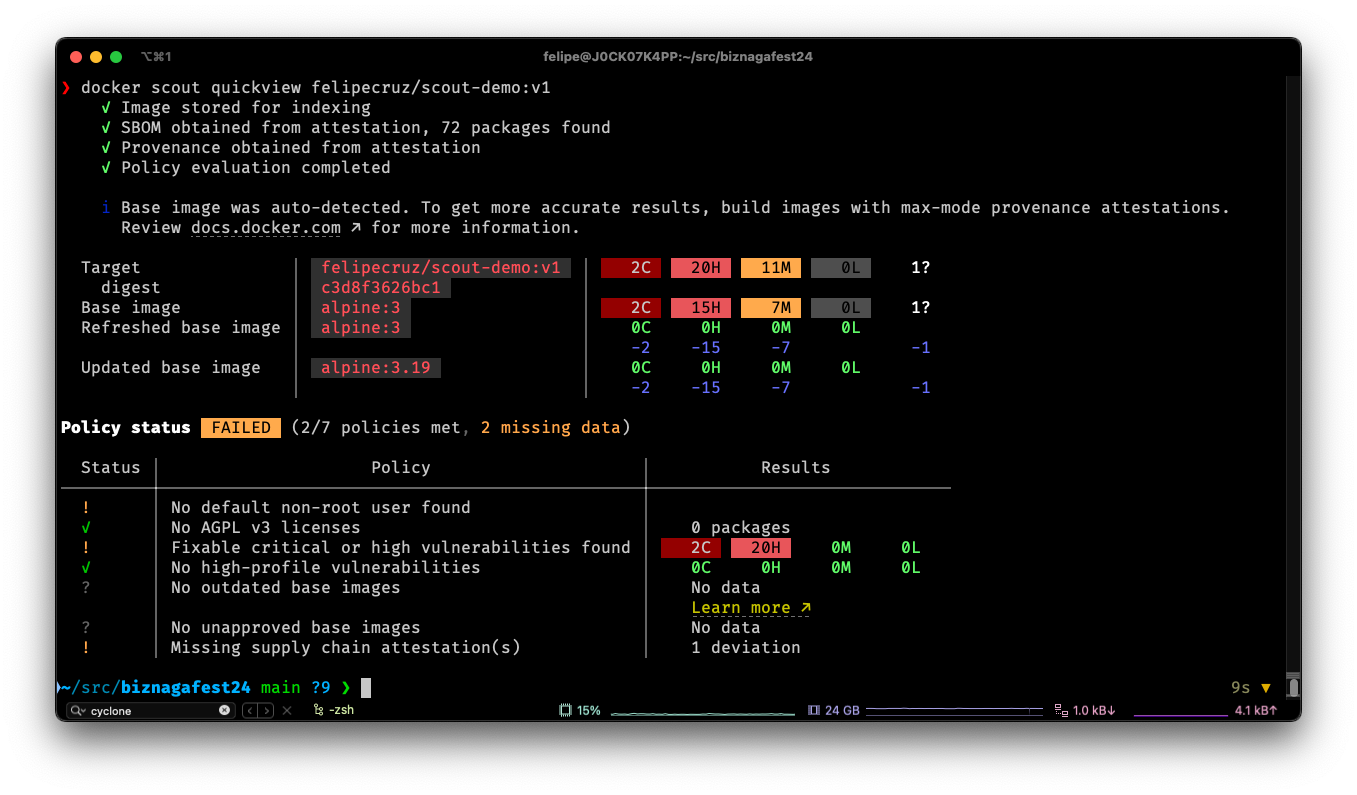 ⌥⌘1 felipe@J0CK07K4PP:~/src/biznagafest24
❯ docker scout quickview felipecruz/scout-demo:v1
✓ Image stored for indexing
✓ SBOM obtained from attestation, 72 packages found
✓ Provenance obtained from attestation
✓ Policy evaluation completed
i Base image was auto-detected. To get more accurate results, build images with max-mode provenance attestations.
Review docs.docker.com ↗ for more information.
Target │ felipecruz/scout-demo:v1 │ 2C 20H 11M 0L 1?
digest │ c3d8f3626bc1 │
Base image │ alpine:3 │ 2C 15H 7M 0L 1?
Refreshed base image │ alpine:3 │ 0C 0H 0M 0L
│ │ -2 -15 -7 -1
Updated base image │ alpine:3.19 │ 0C 0H 0M 0L
│ │ -2 -15 -7 -1
Policy status FAILED (2/7 policies met, 2 missing data)
Status │ Policy │ Results
! │ No default non-root user found │
✓ │ No AGPL v3 licenses │ 0 packages
! │ Fixable critical or high vulnerabilities found │ 2C 20H 0M 0L
✓ │ No high-profile vulnerabilities │ 0C 0H 0M 0L
? │ No outdated base images │ No data
│ │ Learn more ↗
? │ No unapproved base images │ No data
! │ Missing supply chain attestation(s) │ 1 deviation
~/src/biznagafest24 main ?9 ❯ 9s ▼
cyclone -zsh 15% 24 GB 1.0 kB↓ 4.1 kB↑